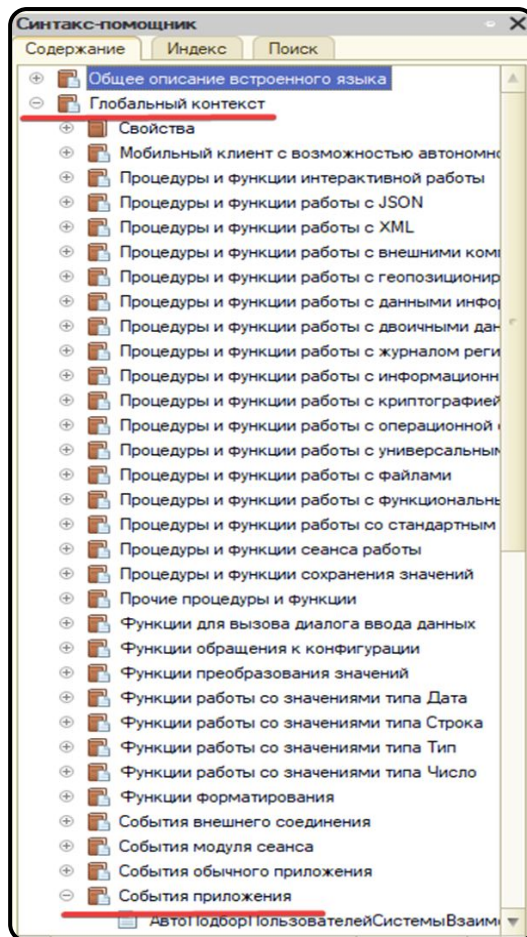 Синтакс-помощник
Содержание Индекс Поиск
Общее описание встроенного языка
Глобальный контекст
Свойства
Мобильный клиент с возможностью автономно
Процедуры и функции интерактивной работы
Процедуры и функции работы с JSON
Процедуры и функции работы с XML
Процедуры и функции работы с внешними ком
Процедуры и функции работы с геопозициониp
Процедуры и функции работы с данными инфо
Процедуры и функции работы с двоичными дан
Процедуры и функции работы с журналом реги
Процедуры и функции работы с информационн
Процедуры и функции работы с криптографией
Процедуры и функции работы с операционной
Процедуры и функции работы с универсальным
Процедуры и функции работы с файлами
Процедуры и функции работы с функциональны
Процедуры и функции работы со стандартным
Процедуры и функции сеанса работы
Процедуры и функции сохранения значений
Прочие процедуры и функции
Функции для вызова диалога ввода данных
Функции обращения к конфигурации
Функции преобразования значений
Функции работы со значениями типа Дата
Функции работы со значениями типа Строка
Функции работы со значениями типа Тип
Функции работы со значениями типа Число
Функции форматирования
События внешнего соединения
События модуля сеанса
События обычного приложения
События приложения
АвтоПодборПользователейСистемыВзаим